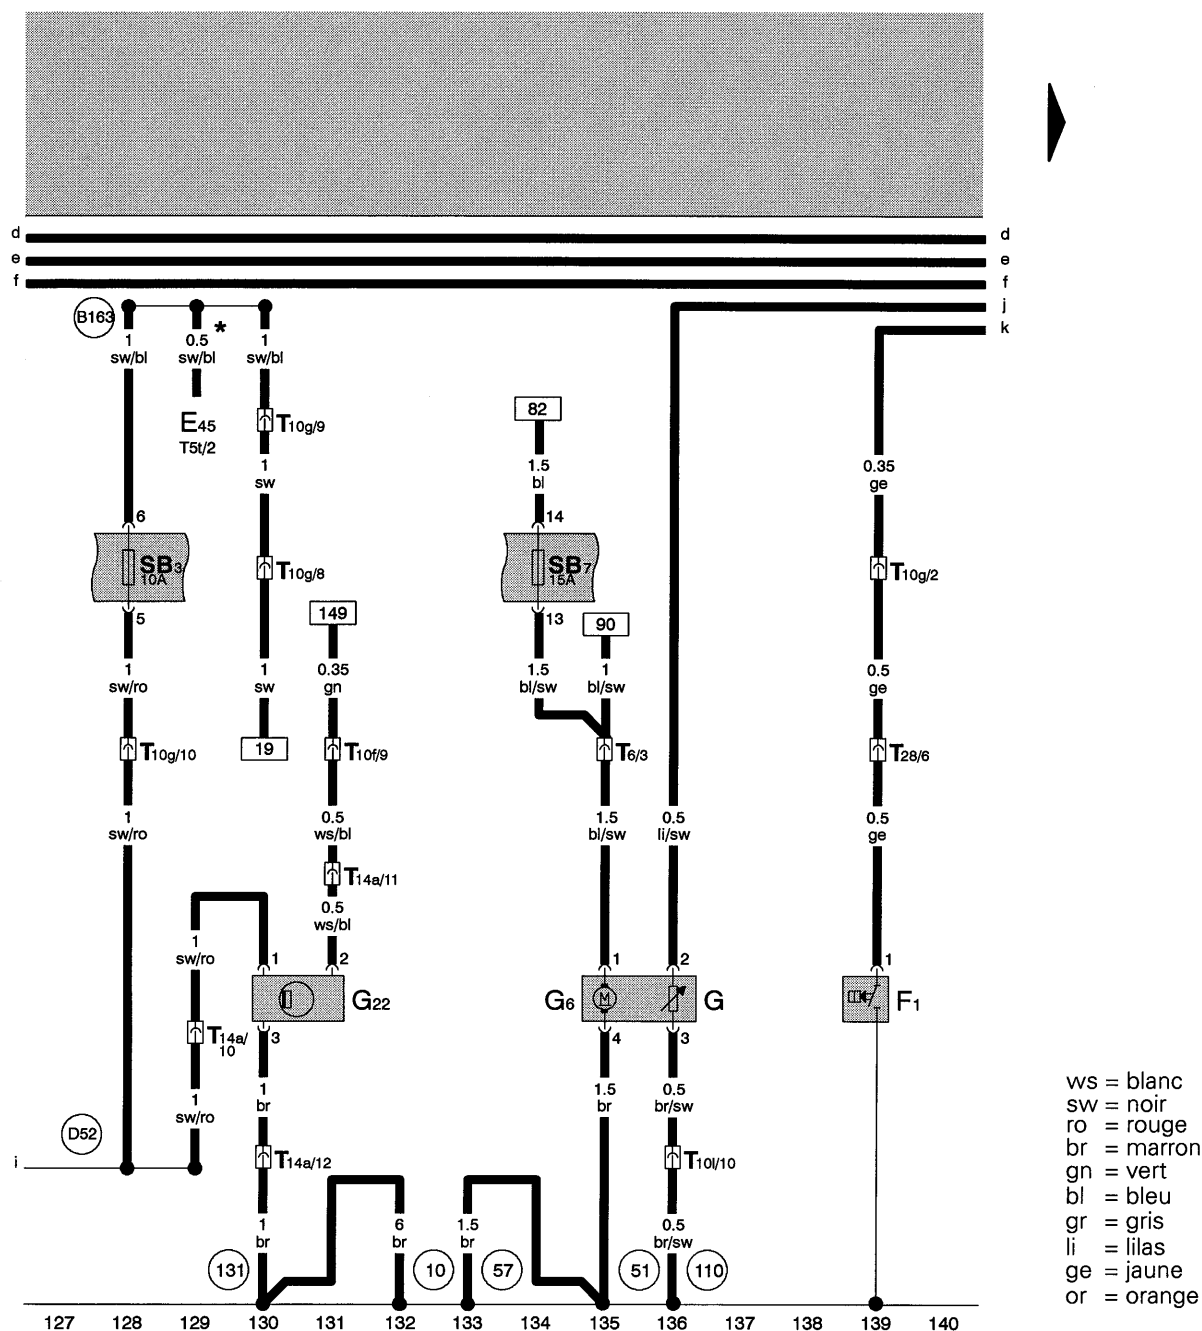 d d
e e
f f
j
k
B163
1 0.5 * 1
sw/bl sw/bl sw/bl
E45
T5t/2
T10g/9
82
1 1.5 0.35
sw bl ge
6 14
SB3
10A
SB7
15A
T10g/8
T10g/2
5 13
149
90
1 1 0.35 1.5 1 0.5
sw/ro sw gn bl/sw bl/sw ge
T10g/10
19
T10f/9
T6/3
T28/6
1 0.5 1.5 0.5 0.5
sw/ro ws/bl bl/sw li/sw ge
T14a/11
0.5
ws/bl
1
sw/ro
1 2 1 2 1
G22
G6
G
F1
3 4 3
T14a/
10
1 1 1.5 0.5
sw/ro br br br/sw
D52
i
T14a/12
T10l/10
1 6 1.5 0.5
br br br br/sw
131 10 57 51 110
127 128 129 130 131 132 133 134 135 136 137 138 139 140
ws = blanc
sw = noir
ro = rouge
br = marron
gn = vert
bl = bleu
gr = gris
li = lilas
ge = jaune
or = orange
M